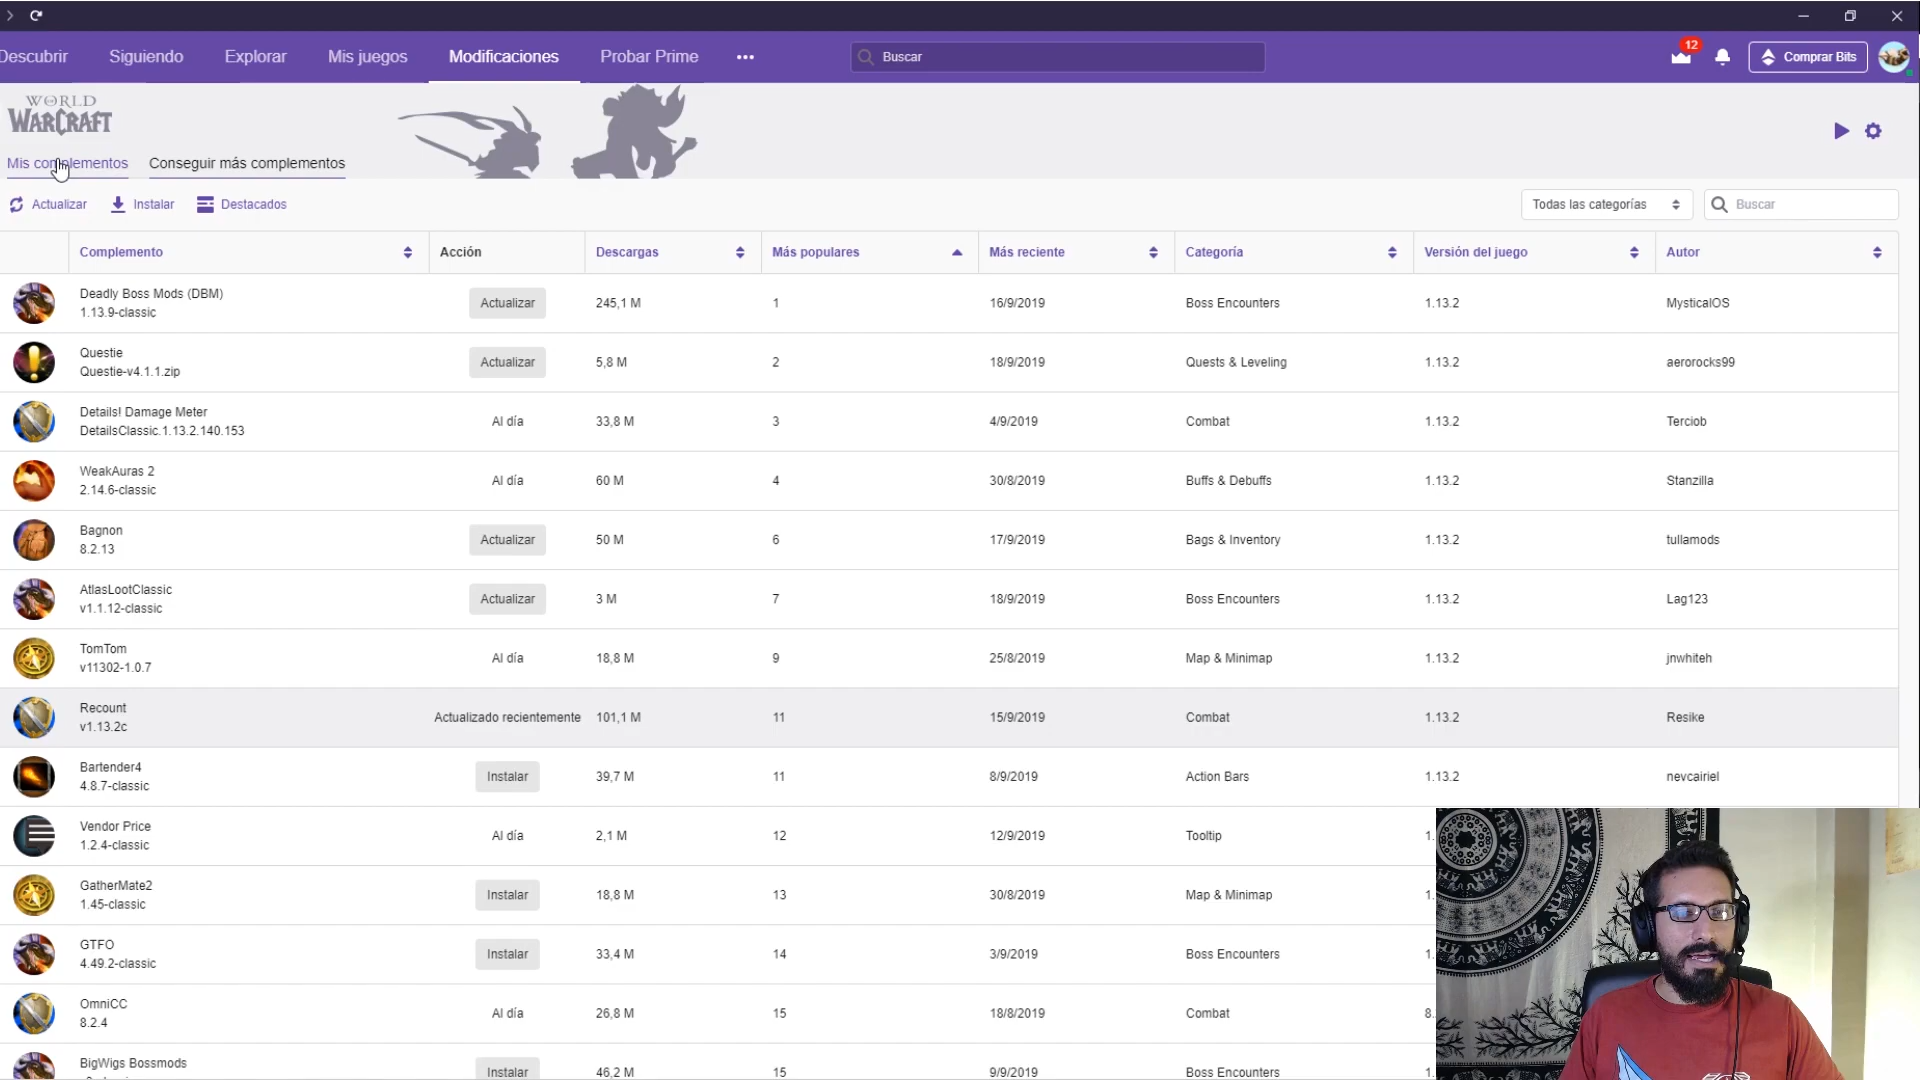 Descubrir Siguiendo Explorar Mis juegos Modificaciones Probar Prime ••• Buscar 12 Comprar Bits
WORLD OF WARCRAFT
Mis complementos Conseguir más complementos
Actualizar Instalar Destacados Todas las categorías Buscar
Complemento Acción Descargas Más populares Más reciente Categoría Versión del juego Autor
Deadly Boss Mods (DBM)
1.13.9-classic
Actualizar 245,1 M 1 16/9/2019 Boss Encounters 1.13.2 MysticalOS
Questie
Questie-v4.1.1.zip
Actualizar 5,8 M 2 18/9/2019 Quests & Leveling 1.13.2 aerorocks99
Details! Damage Meter
DetailsClassic.1.13.2.140.153
Al día 33,8 M 3 4/9/2019 Combat 1.13.2 Terciob
WeakAuras 2
2.14.6-classic
Al día 60 M 4 30/8/2019 Buffs & Debuffs 1.13.2 Stanzilla
Bagnon
8.2.13
Actualizar 50 M 6 17/9/2019 Bags & Inventory 1.13.2 tullamods
AtlasLootClassic
v1.1.12-classic
Actualizar 3 M 7 18/9/2019 Boss Encounters 1.13.2 Lag123
TomTom
v11302-1.0.7
Al día 18,8 M 9 25/8/2019 Map & Minimap 1.13.2 jnwhiteh
Recount
v1.13.2c
Actualizado recientemente 101,1 M 11 15/9/2019 Combat 1.13.2 Resike
Bartender4
4.8.7-classic
Instalar 39,7 M 11 8/9/2019 Action Bars 1.13.2 nevcairiel
Vendor Price
1.2.4-classic
Al día 2,1 M 12 12/9/2019 Tooltip 1.
GatherMate2
1.45-classic
Instalar 18,8 M 13 30/8/2019 Map & Minimap 1.
GTFO
4.49.2-classic
Instalar 33,4 M 14 3/9/2019 Boss Encounters 1.
OmniCC
8.2.4
Al día 26,8 M 15 18/8/2019 Combat 8.
BigWigs Bossmods
Instalar 46,2 M 15 9/9/2019 Boss Encounters 1.